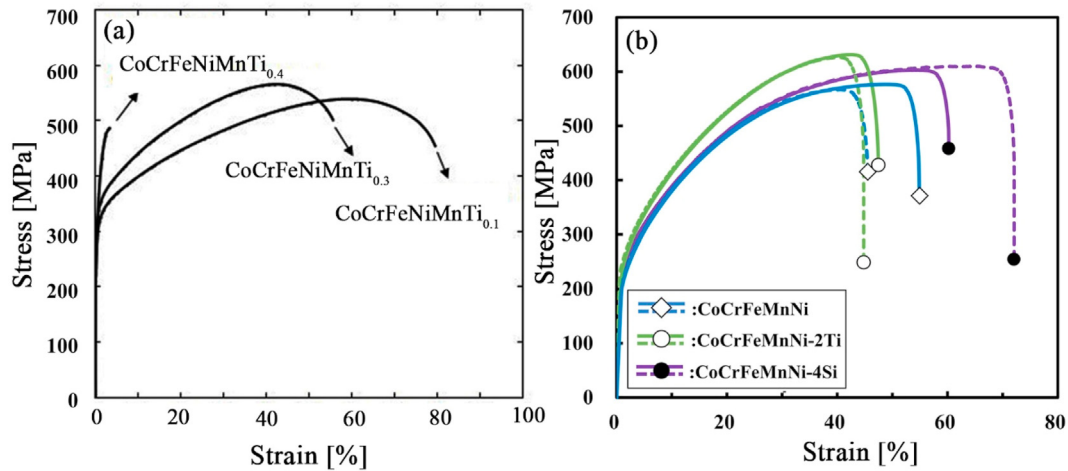 (a)
700
600
500
400
300
200
100
0
Stress [MPa]
CoCrFeNiMnTi0.4
CoCrFeNiMnTi0.3
CoCrFeNiMnTi0.1
0 20 40 60 80 100
Strain [%]
(b)
700
600
500
400
300
200
100
0
Stress [MPa]
:CoCrFeMnNi
:CoCrFeMnNi-2Ti
:CoCrFeMnNi-4Si
0 20 40 60 80
Strain [%]